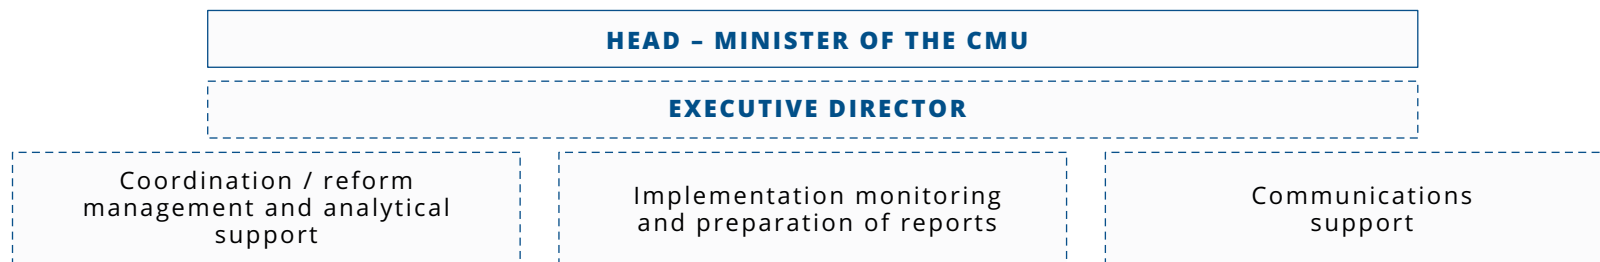 HEAD – MINISTER OF THE CMU
EXECUTIVE DIRECTOR
Coordination / reform
management and analytical
support
Implementation monitoring
and preparation of reports
Communications
support